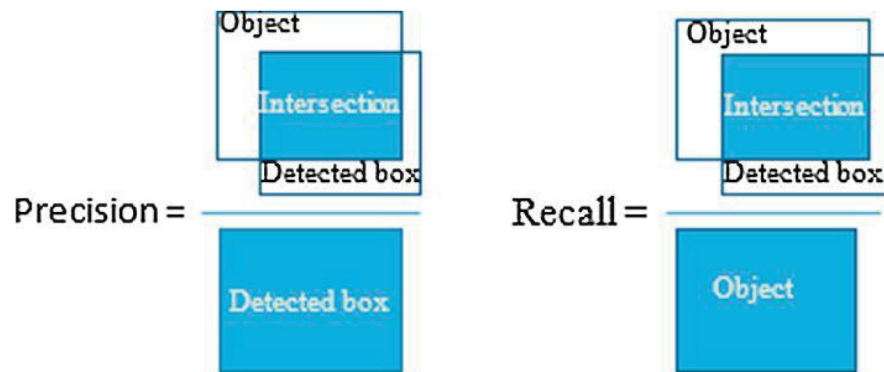 Object
Intersection
Detected box
Precision =
Detected box
Object
Intersection
Detected box
Recall =
Object